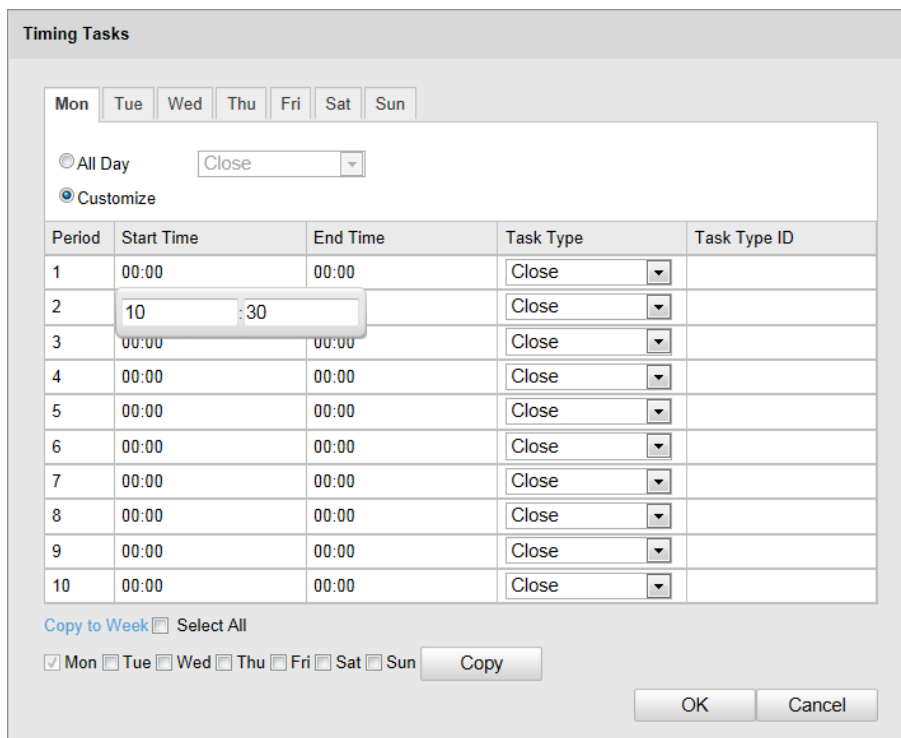 Timing Tasks
Mon Tue Wed Thu Fri Sat Sun
All Day Close
Customize
Period Start Time End Time Task Type Task Type ID
1 00:00 00:00 Close
2 10 :30 Close
3 00:00 00:00 Close
4 00:00 00:00 Close
5 00:00 00:00 Close
6 00:00 00:00 Close
7 00:00 00:00 Close
8 00:00 00:00 Close
9 00:00 00:00 Close
10 00:00 00:00 Close
Copy to Week Select All
Mon Tue Wed Thu Fri Sat Sun Copy
OK Cancel